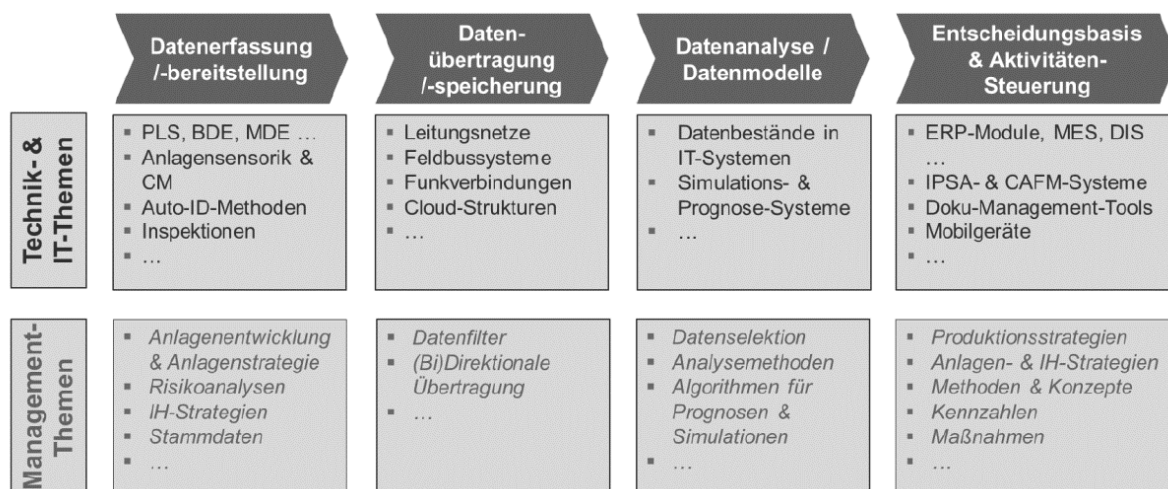 Datenerfassung
/-bereitstellung
Daten-
übertragung
/-speicherung
Datenanalyse /
Datenmodelle
Entscheidungsbasis
& Aktivitäten-
Steuerung
Technik- &
IT-Themen
▪ PLS, BDE, MDE ...
▪ Anlagensensorik &
CM
▪ Auto-ID-Methoden
▪ Inspektionen
▪ ...
▪ Leitungsnetze
▪ Feldbussysteme
▪ Funkverbindungen
▪ Cloud-Strukturen
▪ ...
▪ Datenbestände in
IT-Systemen
▪ Simulations- &
Prognose-Systeme
▪ ...
▪ ERP-Module, MES, DIS
...
▪ IPSA- & CAFM-Systeme
▪ Doku-Management-Tools
▪ Mobilgeräte
▪ ...
Management-
Themen
▪ Anlagenentwicklung
& Anlagenstrategie
▪ Risikoanalysen
▪ IH-Strategien
▪ Stammdaten
▪ ...
▪ Datenfilter
▪ (Bi)Direktionale
Übertragung
▪ ...
▪ Datenselektion
▪ Analysemethoden
▪ Algorithmen für
Prognosen &
Simulationen
▪ ...
▪ Produktionsstrategien
▪ Anlagen- & IH-Strategien
▪ Methoden & Konzepte
▪ Kennzahlen
▪ Maßnahmen
▪ ...